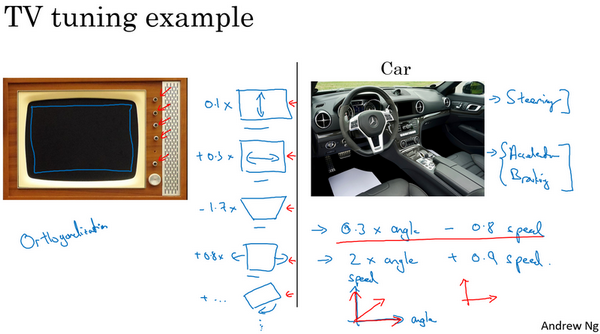 TV tuning example
Car
0.1 x
+ 0.3 x
- 1.7 x
+ 0.8 x
+ ...
Orthogonalization
→ Steering
→ Acceleration
Braking
→ 0.3 x angle - 0.8 speed
→ 2 x angle + 0.9 speed.
speed
angle
Andrew Ng